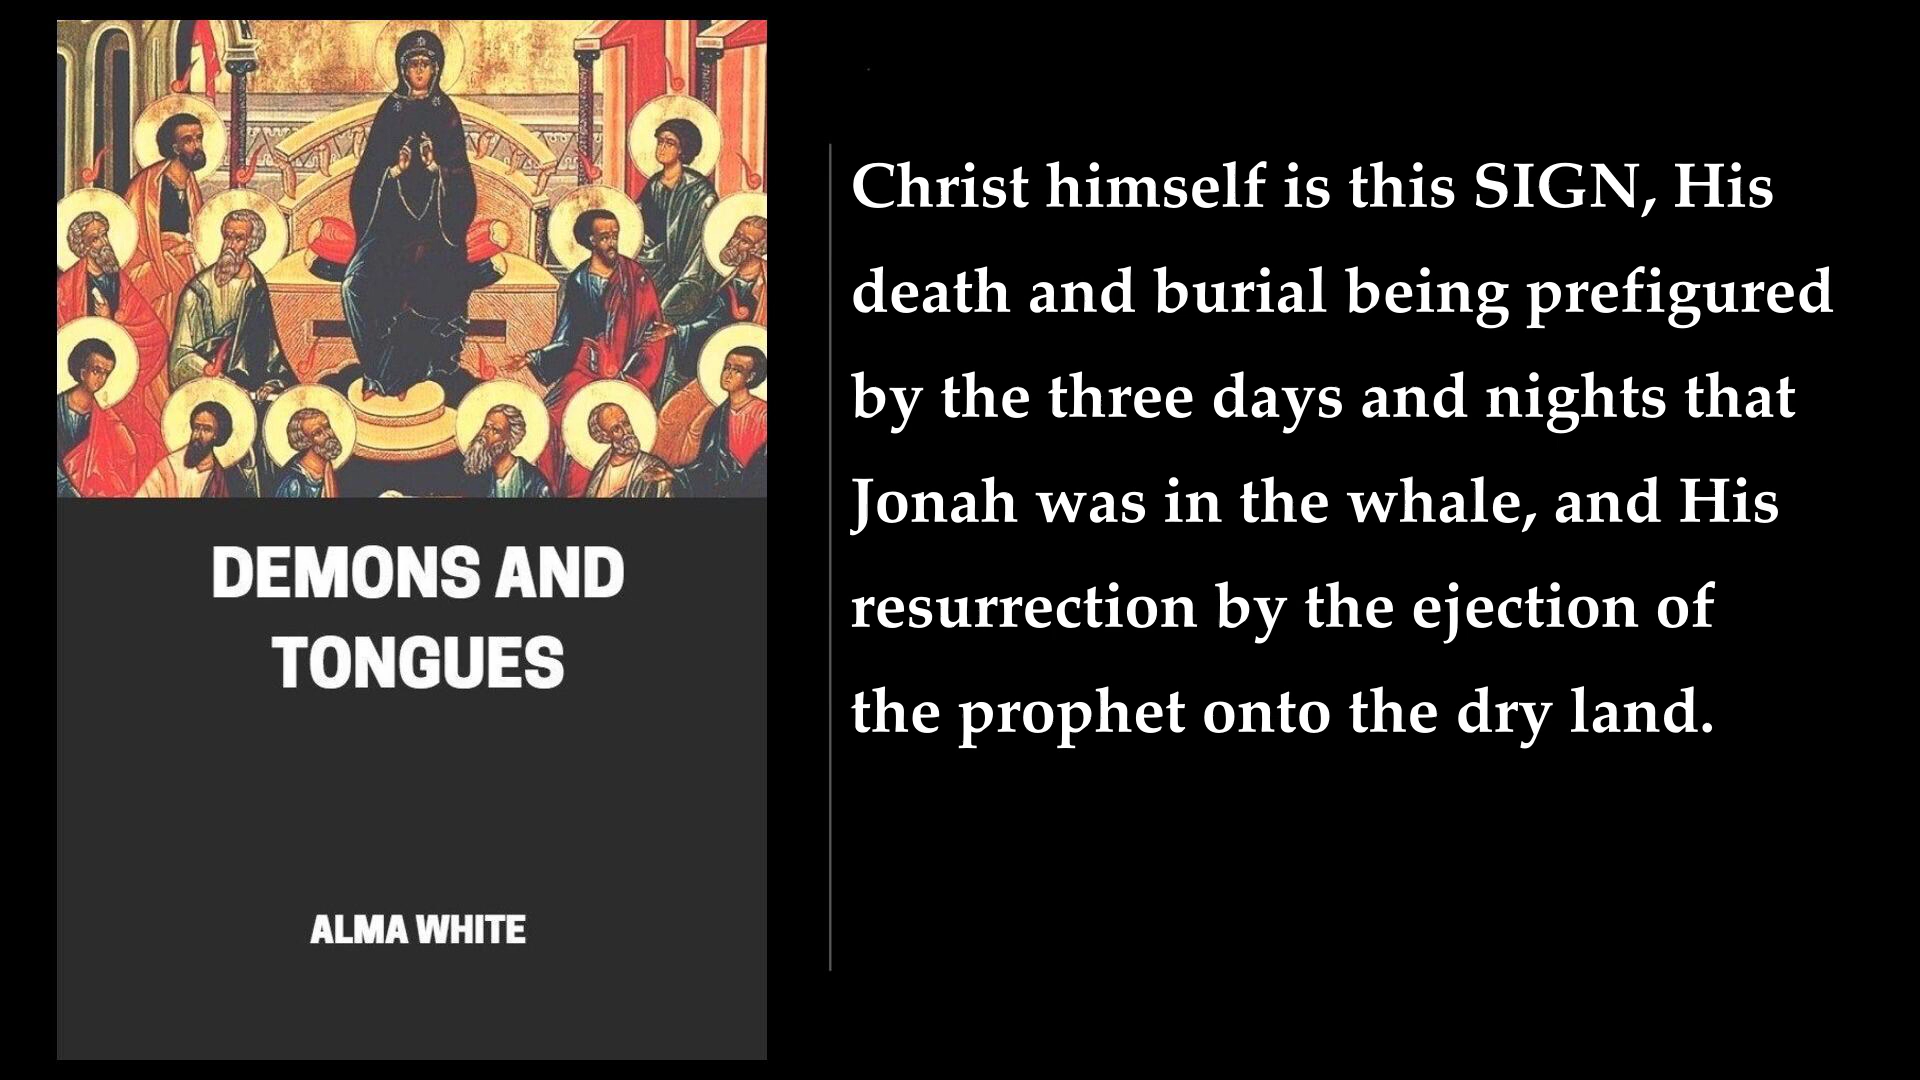 DEMONS AND
TONGUES
ALMA WHITE
Christ himself is this SIGN, His
death and burial being prefigured
by the three days and nights that
Jonah was in the whale, and His
resurrection by the ejection of
the prophet onto the dry land.